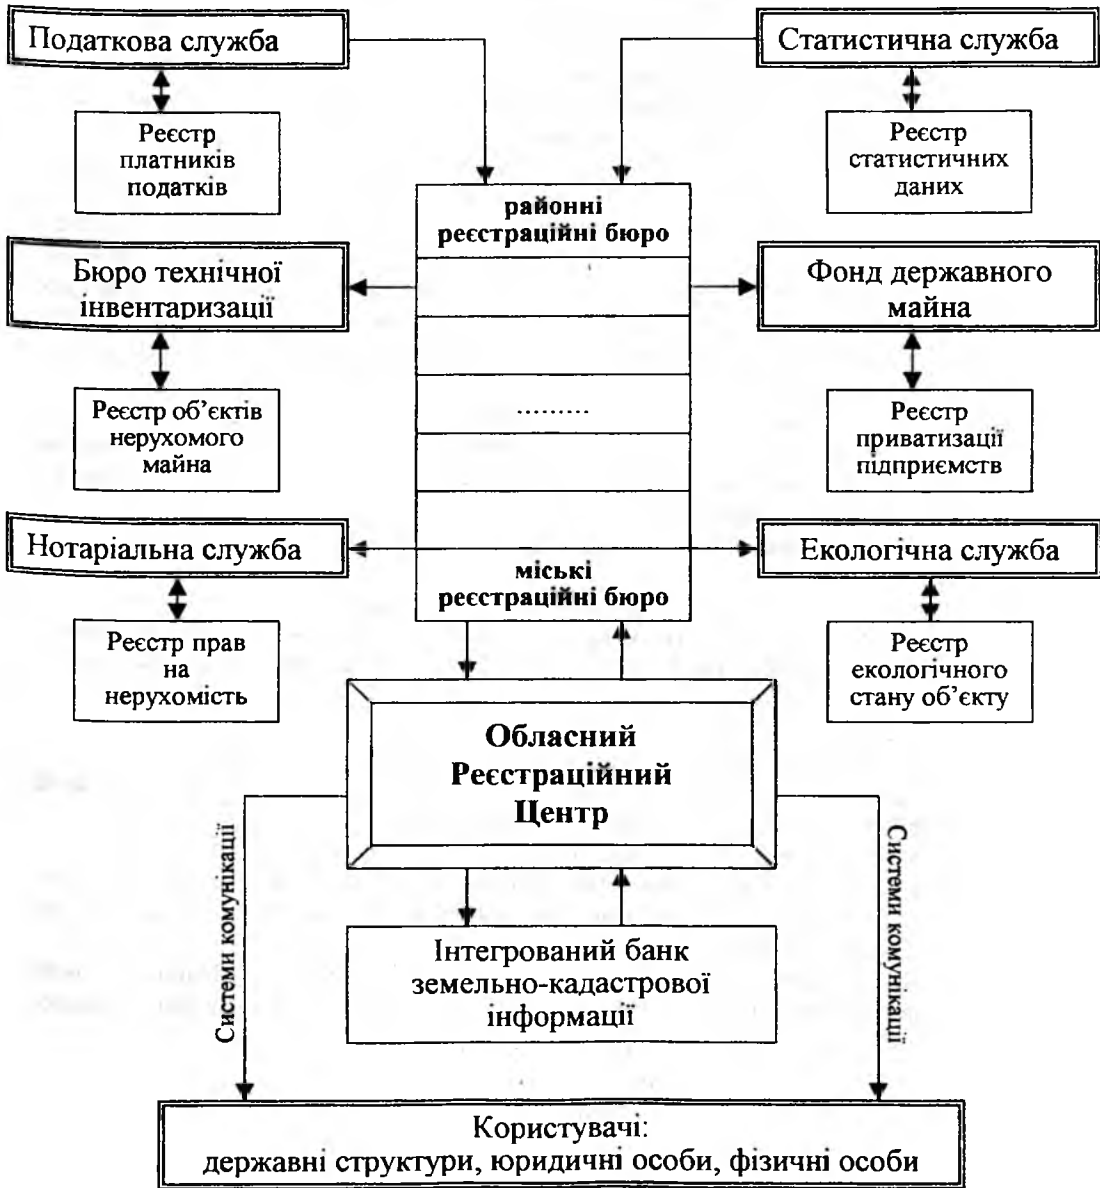 Податкова служба
Статистична служба
Реєстр
платників
податків
Реєстр
статистичних
даних
районні
реєстраційні бюро
Бюро технічної
інвентаризації
Фонд державного
майна
Реєстр об’єктів
нерухомого
майна
.........
Реєстр
приватизації
підприємств
Нотаріальна служба
Екологічна служба
міські
реєстраційні бюро
Реєстр прав
на
нерухомість
Реєстр
екологічного
стану об’єкту
Обласний
Реєстраційний
Центр
Системи комунікації
Системи комунікації
Інтегрований банк
земельно-кадастрової
інформації
Користувачі:
державні структури, юридичні особи, фізичні особи